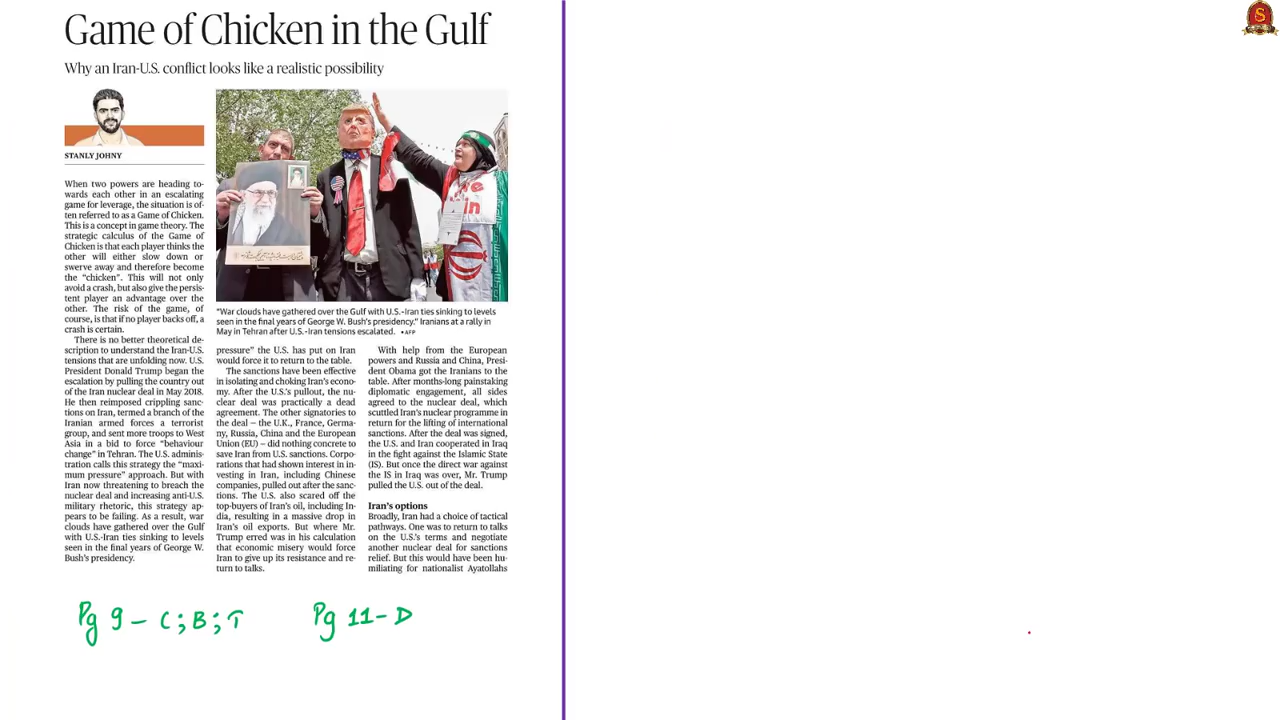 Game of Chicken in the Gulf
Why an Iran-U.S. conflict looks like a realistic possibility
STANLY JOHNY
When two powers are heading to-
wards each other in an escalating
game for leverage, the situation is of-
ten referred to as a Game of Chicken.
This is a concept in game theory. The
strategic calculus of the Game of
Chicken is that each player thinks the
other will either slow down or
swerve away and therefore become
the “chicken”. This will not only
avoid a crash, but also give the persis-
tent player an advantage over the
other. The risk of the game, of
course, is that if no player backs off, a
crash is certain.
There is no better theoretical de-
scription to understand the Iran-U.S.
tensions that are unfolding now. U.S.
President Donald Trump began the
escalation by pulling the country out
of the Iran nuclear deal in May 2018.
He then reimposed crippling sanc-
tions on Iran, termed a branch of the
Iranian armed forces a terrorist
group, and sent more troops to West
Asia in a bid to force “behaviour
change” in Tehran. The U.S. adminis-
tration calls this strategy the “maxi-
mum pressure” approach. But with
Iran now threatening to breach the
nuclear deal and increasing anti-U.S.
military rhetoric, this strategy ap-
pears to be failing. As a result, war
clouds have gathered over the Gulf
with U.S.-Iran ties sinking to levels
seen in the final years of George W.
Bush's presidency.
“War clouds have gathered over the Gulf with U.S.-Iran ties sinking to levels
seen in the final years of George W. Bush's presidency.” Iranians at a rally in
May in Tehran after U.S.-Iran tensions escalated. •AFP
pressure” the U.S. has put on Iran
would force it to return to the table.
The sanctions have been effective
in isolating and choking Iran's econo-
my. After the U.S.'s pullout, the nu-
clear deal was practically a dead
agreement. The other signatories to
the deal — the U.K., France, Germa-
ny, Russia, China and the European
Union (EU) — did nothing concrete to
save Iran from U.S. sanctions. Corpo-
rations that had shown interest in in-
vesting in Iran, including Chinese
companies, pulled out after the sanc-
tions. The U.S. also scared off the
top-buyers of Iran's oil, including In-
dia, resulting in a massive drop in
Iran's oil exports. But where Mr.
Trump erred was in his calculation
that economic misery would force
Iran to give up its resistance and re-
turn to talks.
With help from the European
powers and Russia and China, Presi-
dent Obama got the Iranians to the
table. After months-long painstaking
diplomatic engagement, all sides
agreed to the nuclear deal, which
scuttled Iran's nuclear programme in
return for the lifting of international
sanctions. After the deal was signed,
the U.S. and Iran cooperated in Iraq
in the fight against the Islamic State
(IS). But once the direct war against
the IS in Iraq was over, Mr. Trump
pulled the U.S. out of the deal.
Iran's options
Broadly, Iran had a choice of tactical
pathways. One was to return to talks
on the U.S.'s terms and negotiate
another nuclear deal for sanctions
relief. But this would have been hu-
miliating for nationalist Ayatollahs
Pg 9 - C; B; T
Pg 11 - D